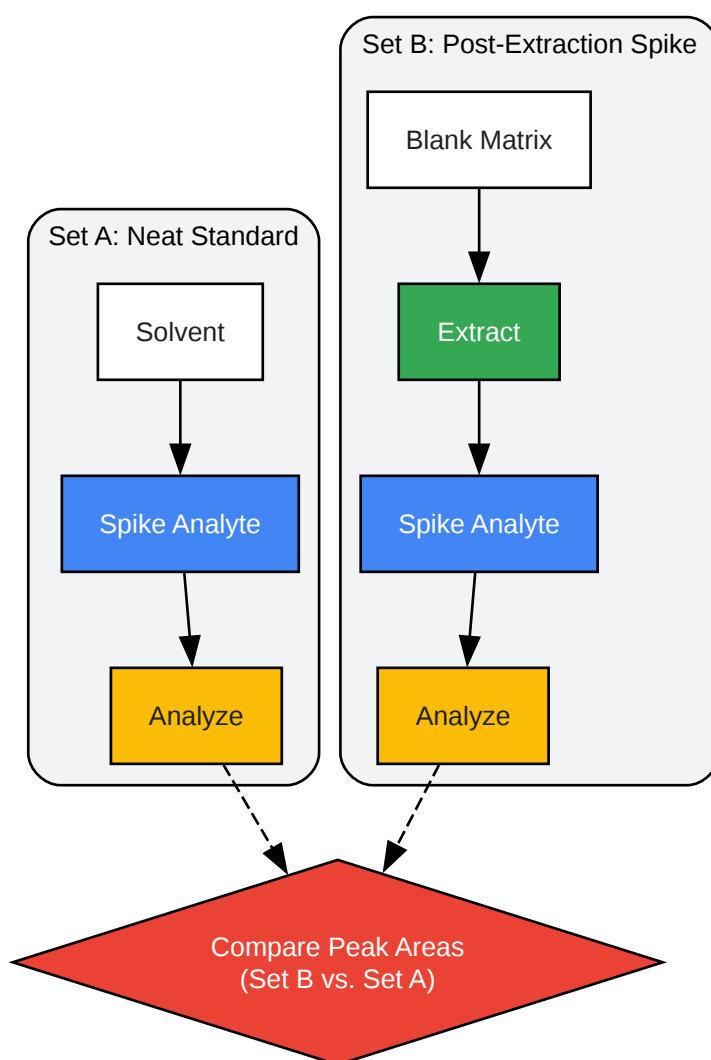 Set A: Neat Standard
Solvent
Spike Analyte
Analyze
Set B: Post-Extraction Spike
Blank Matrix
Extract
Spike Analyte
Analyze
Compare Peak Areas
(Set B vs. Set A)